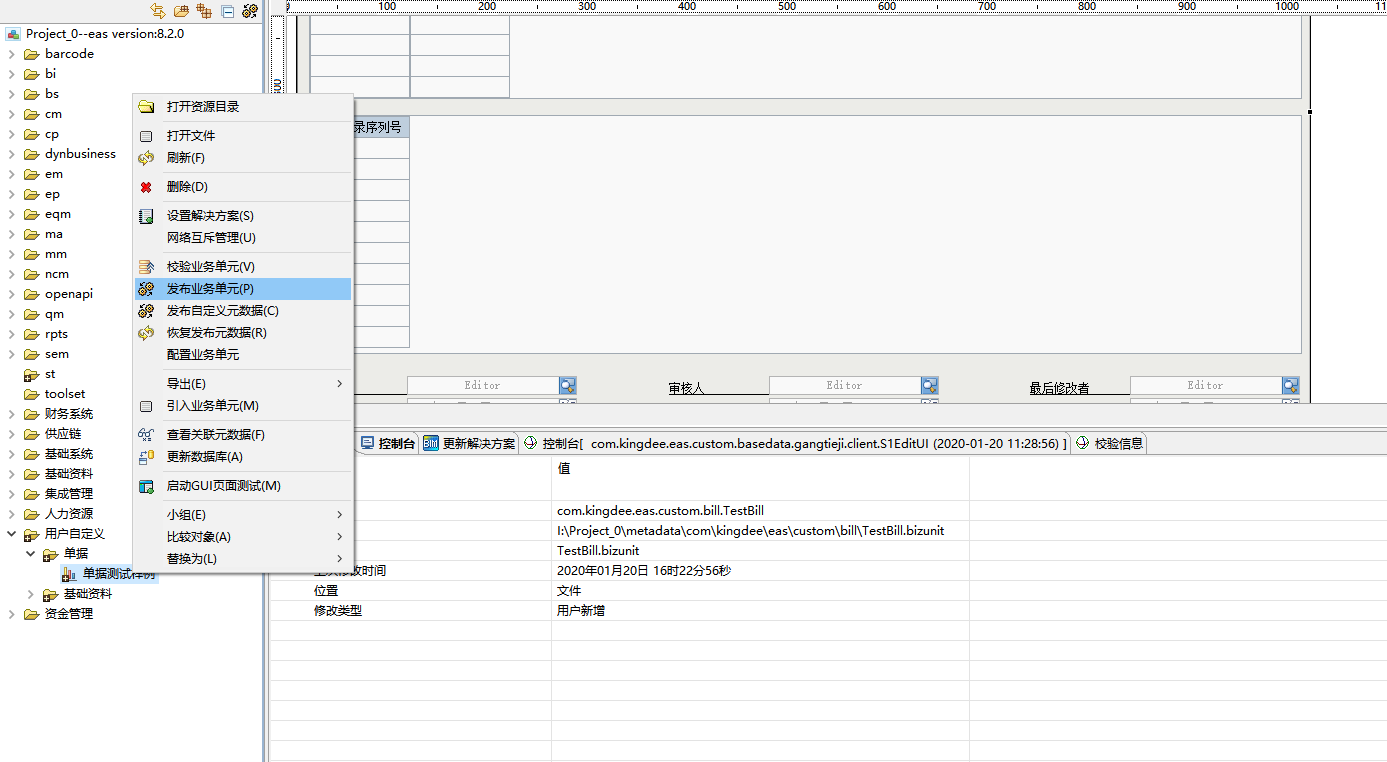 Project_0--eas version:8.2.0
barcode
bi
bs
cm
cp
dynbusiness
em
ep
eqm
ma
mm
ncm
openapi
qm
rpts
sem
st
toolset
财务系统
供应链
基础系统
基础资料
集成管理
人力资源
用户自定义
单据
单据测试样例
基础资料
资金管理
打开资源目录
打开文件
刷新(F)
删除(D)
设置解决方案(S)
网络互斥管理(U)
校验业务单元(V)
发布业务单元(P)
发布自定义元数据(C)
恢复发布元数据(R)
配置业务单元
导出(E)
引入业务单元(M)
查看关联元数据(F)
更新数据库(A)
启动GUI页面测试(M)
小组(E)
比较对象(A)
替换为(L)
0 100 200 300 400 500 600 700 800 900 1000 11
录序列号
Editor 审核人 Editor 最后修改者 Editor
控制台 更新解决方案 控制台[ com.kingdee.eas.custom.basedata.gangtieji.client.S1EditUI (2020-01-20 11:28:56) ] 校验信息
值
com.kingdee.eas.custom.bill.TestBill
I:\Project_0\metadata\com\kingdee\eas\custom\bill\TestBill.bizunit
TestBill.bizunit
修改时间 2020年01月20日 16时22分56秒
位置 文件
修改类型 用户新增